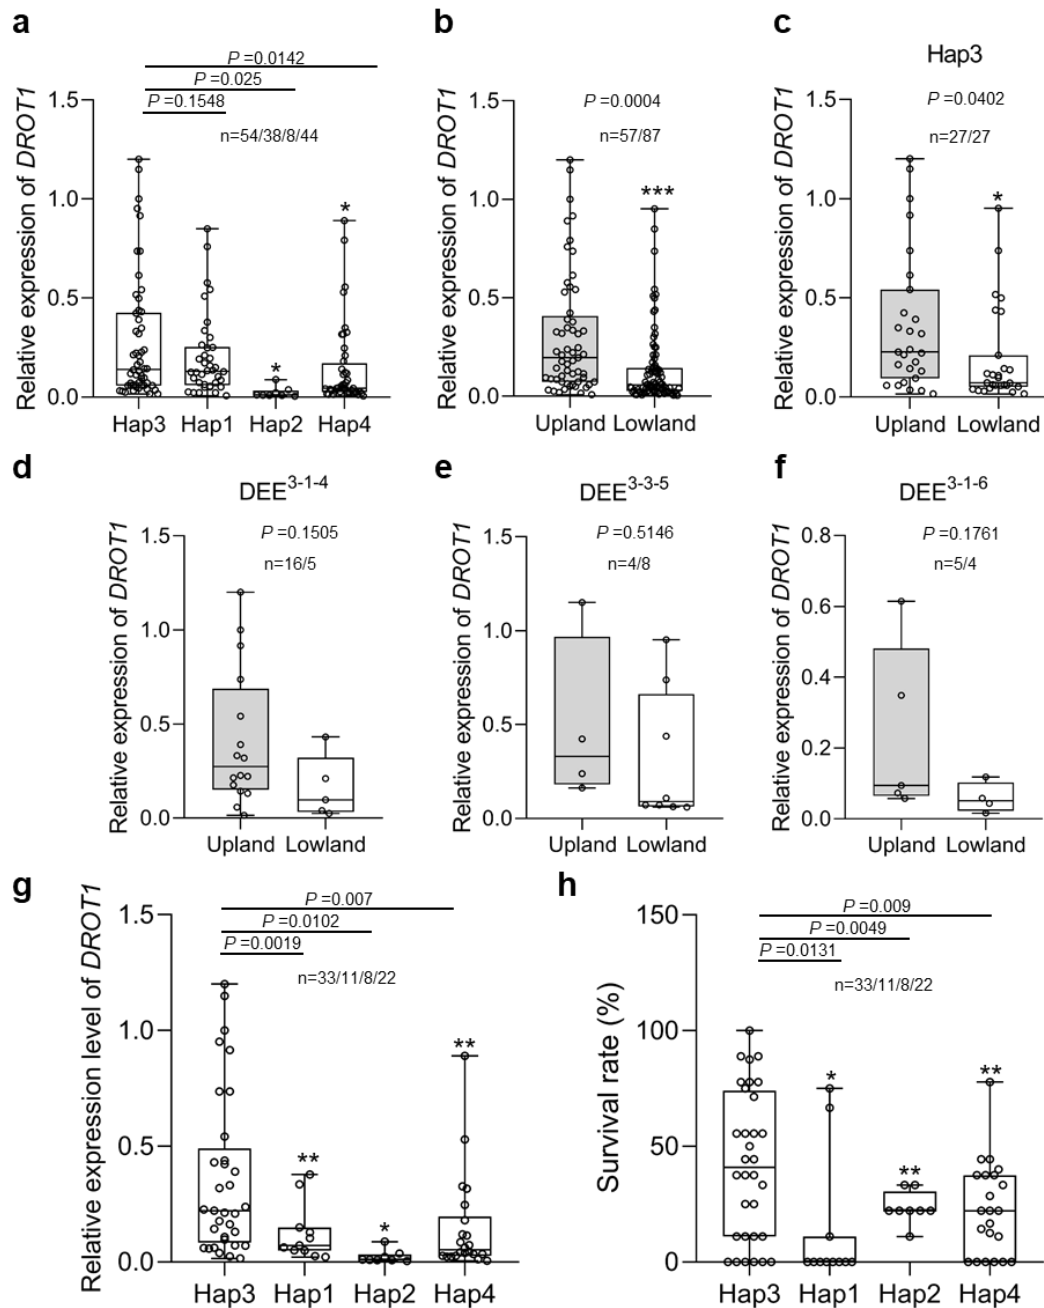 a
P =0.0142
P =0.025
P =0.1548
n=54/38/8/44
Relative expression of DROT1
1.5
1.0
0.5
0.0
*
*
Hap3 Hap1 Hap2 Hap4
b
P =0.0004
n=57/87
Relative expression of DROT1
1.5
1.0
0.5
0.0
***
Upland Lowland
c
Hap3
P =0.0402
n=27/27
Relative expression of DROT1
1.5
1.0
0.5
0.0
*
Upland Lowland
d
DEE3-1-4
P =0.1505
n=16/5
Relative expression of DROT1
1.5
1.0
0.5
0.0
Upland Lowland
e
DEE3-3-5
P =0.5146
n=4/8
Relative expression of DROT1
1.5
1.0
0.5
0.0
Upland Lowland
f
DEE3-1-6
P =0.1761
n=5/4
Relative expression of DROT1
0.8
0.6
0.4
0.2
0.0
Upland Lowland
g
P =0.007
P =0.0102
P =0.0019
n=33/11/8/22
Relative expression level of DROT1
1.5
1.0
0.5
0.0
**
*
**
Hap3 Hap1 Hap2 Hap4
h
P =0.009
P =0.0049
P =0.0131
n=33/11/8/22
Survival rate (%)
150
100
50
0
*
**
**
Hap3 Hap1 Hap2 Hap4